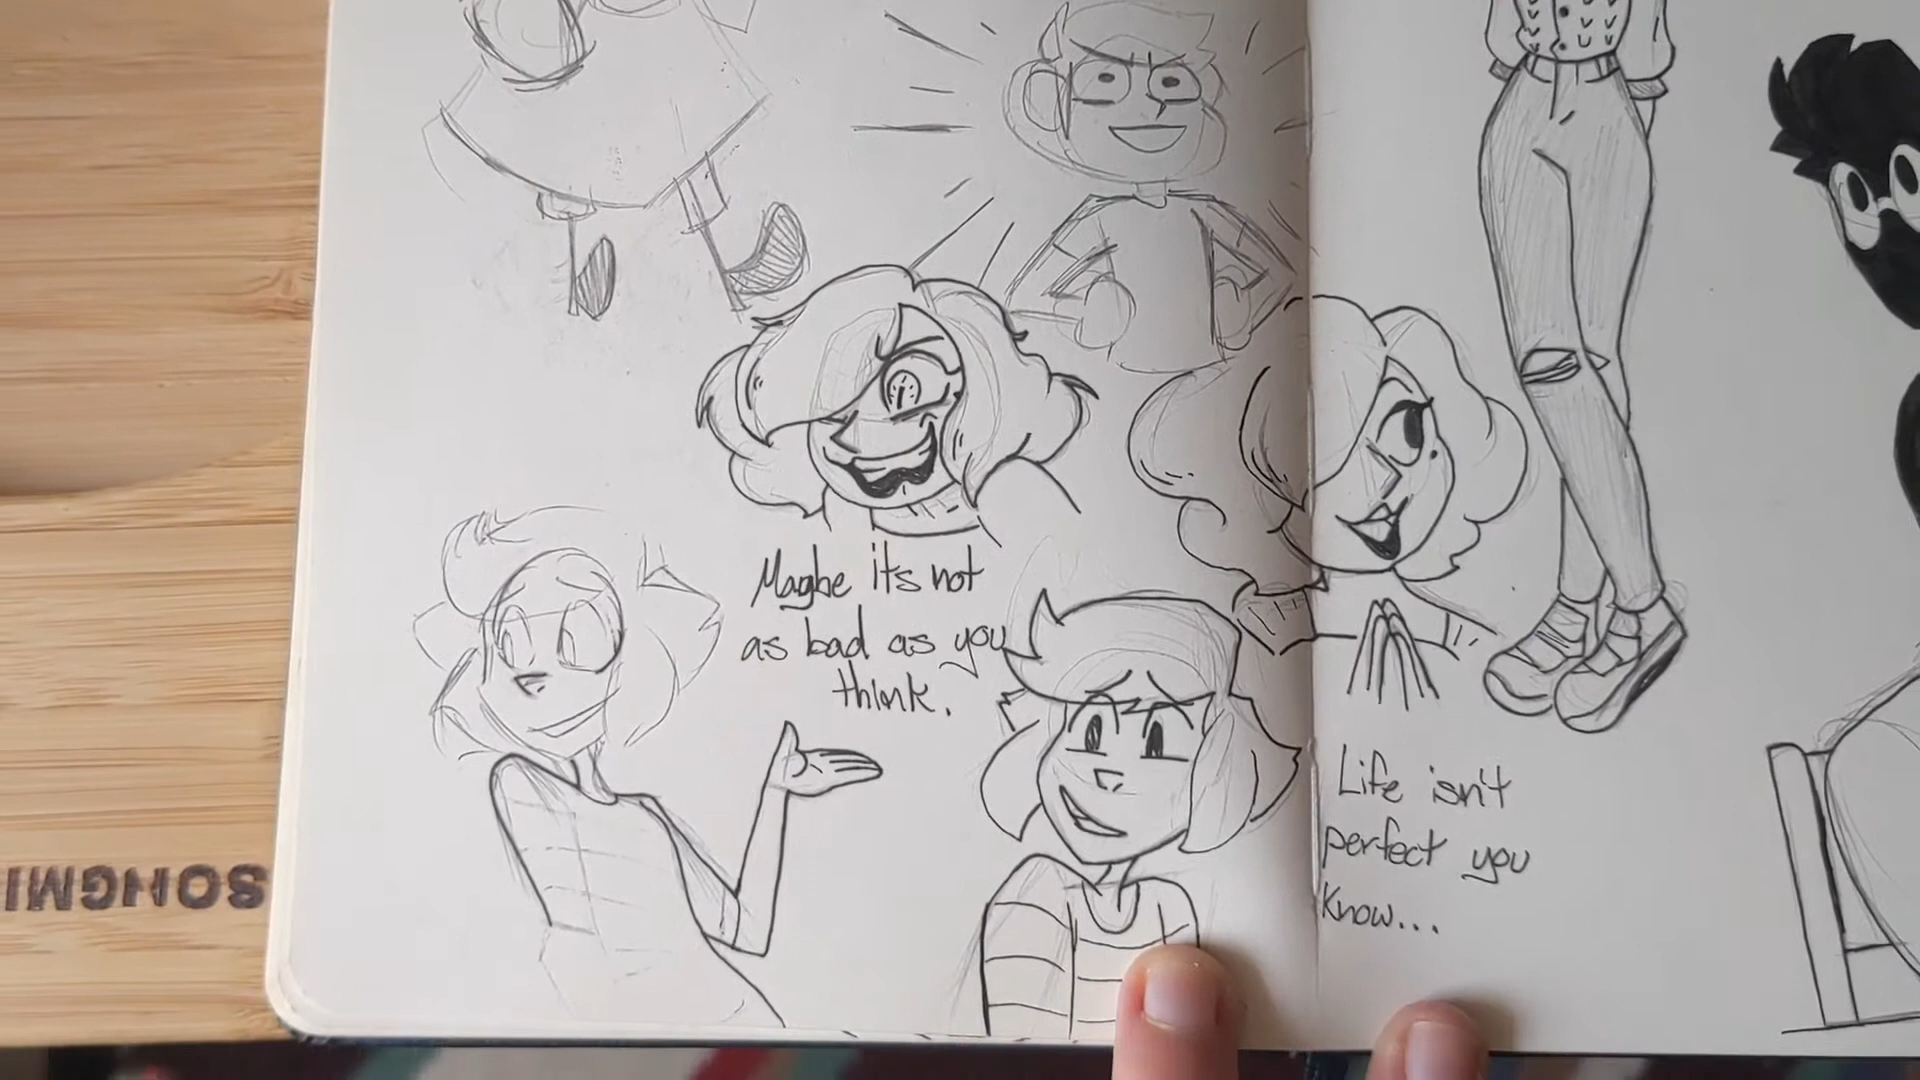 Maybe its not
as bad as you
think.
Life isn't
perfect you
know...
SONGMI